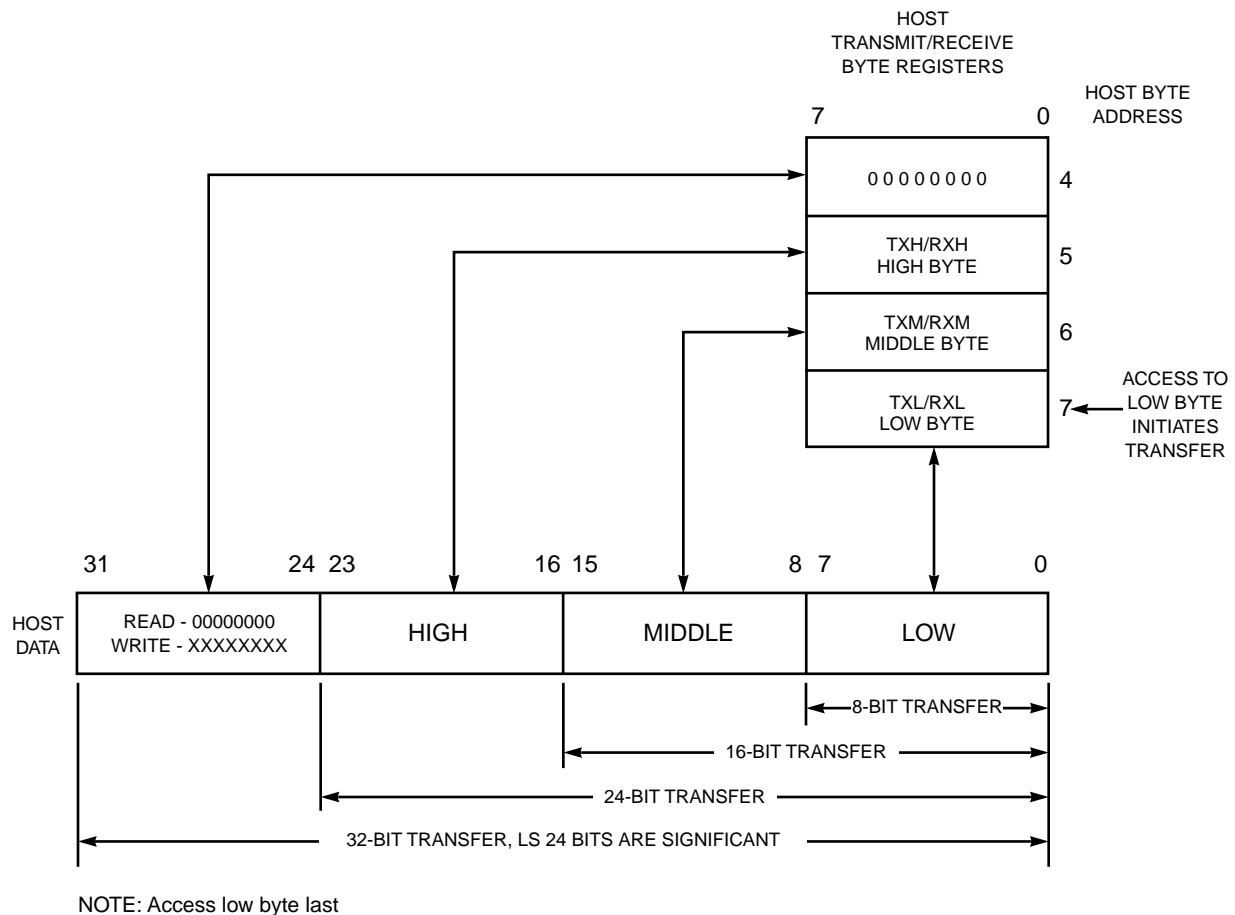 HOST
TRANSMIT/RECEIVE
BYTE REGISTERS
HOST BYTE
ADDRESS
7 0
0 0 0 0 0 0 0 0
4
TXH/RXH
HIGH BYTE
5
TXM/RXM
MIDDLE BYTE
6
TXL/RXL
LOW BYTE
7
ACCESS TO
LOW BYTE
INITIATES
TRANSFER
31 24 23 16 15 8 7 0
HOST
DATA
READ - 00000000
WRITE - XXXXXXXX
HIGH
MIDDLE
LOW
8-BIT TRANSFER
16-BIT TRANSFER
24-BIT TRANSFER
32-BIT TRANSFER, LS 24 BITS ARE SIGNIFICANT
NOTE: Access low byte last